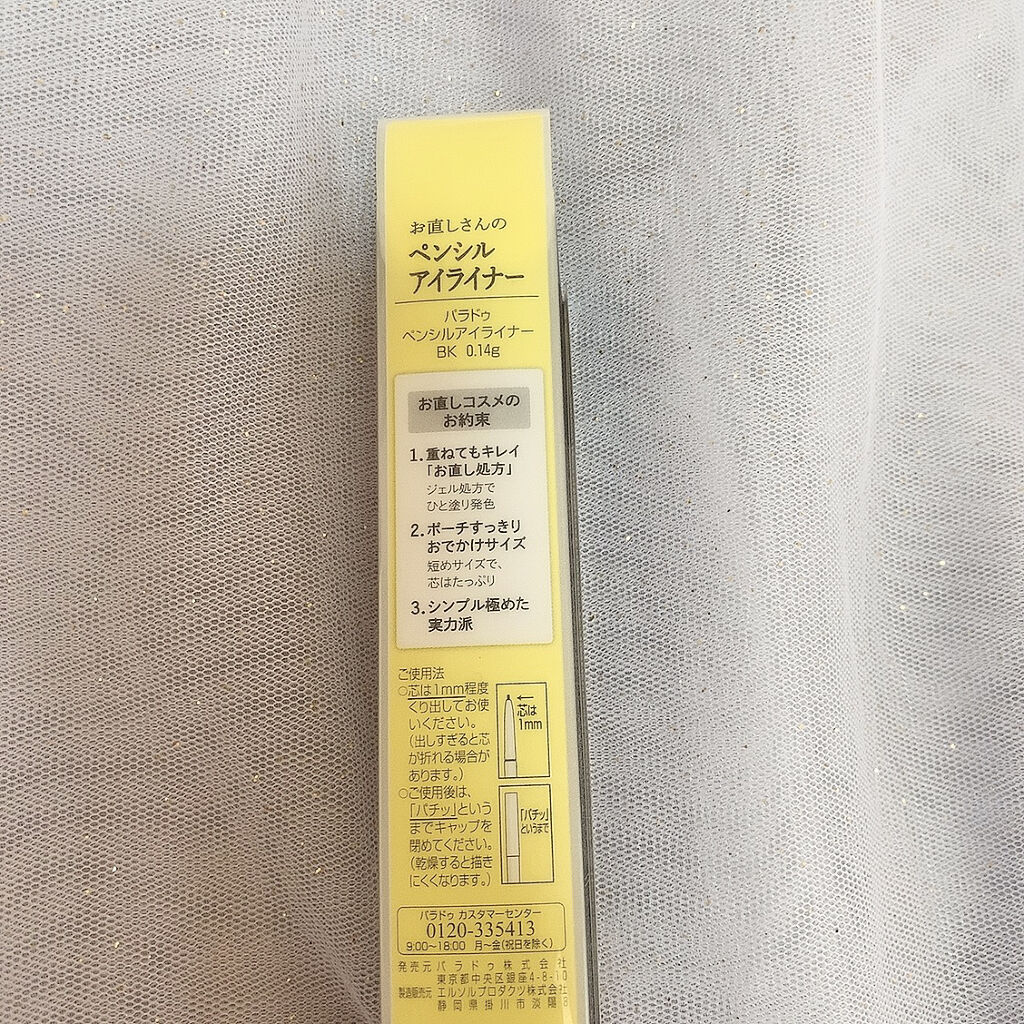 お直しさんの
ペンシル
アイライナー
パラドゥ
ペンシルアイライナー
BK 0.14g
お直しコスメの
お約束
1.重ねてもキレイ
「お直し処方」
ジェル処方で
ひと塗り発色
2.ポーチすっきり
おでかけサイズ
短めサイズで、
芯はたっぷり
3.シンプル極めた
実力派
ご使用法
○芯は1mm程度
くり出してお使
いください。
(出しすぎると芯
が折れる場合が
あります。)
←
芯は
1mm
○ご使用後は、
「パチッ」という
までキャップを
閉めてください。
(乾燥すると描き
にくくなります。)
「パチッ」
というまで
パラドゥ カスタマーセンター
0120-335413
9:00~18:00 月~金(祝日を除く)
発売元 パラドゥ株式会社
東京都中央区銀座4-8-10
製造販売元 エルソルプロダクツ株式会社
静岡県掛川市淡陽8